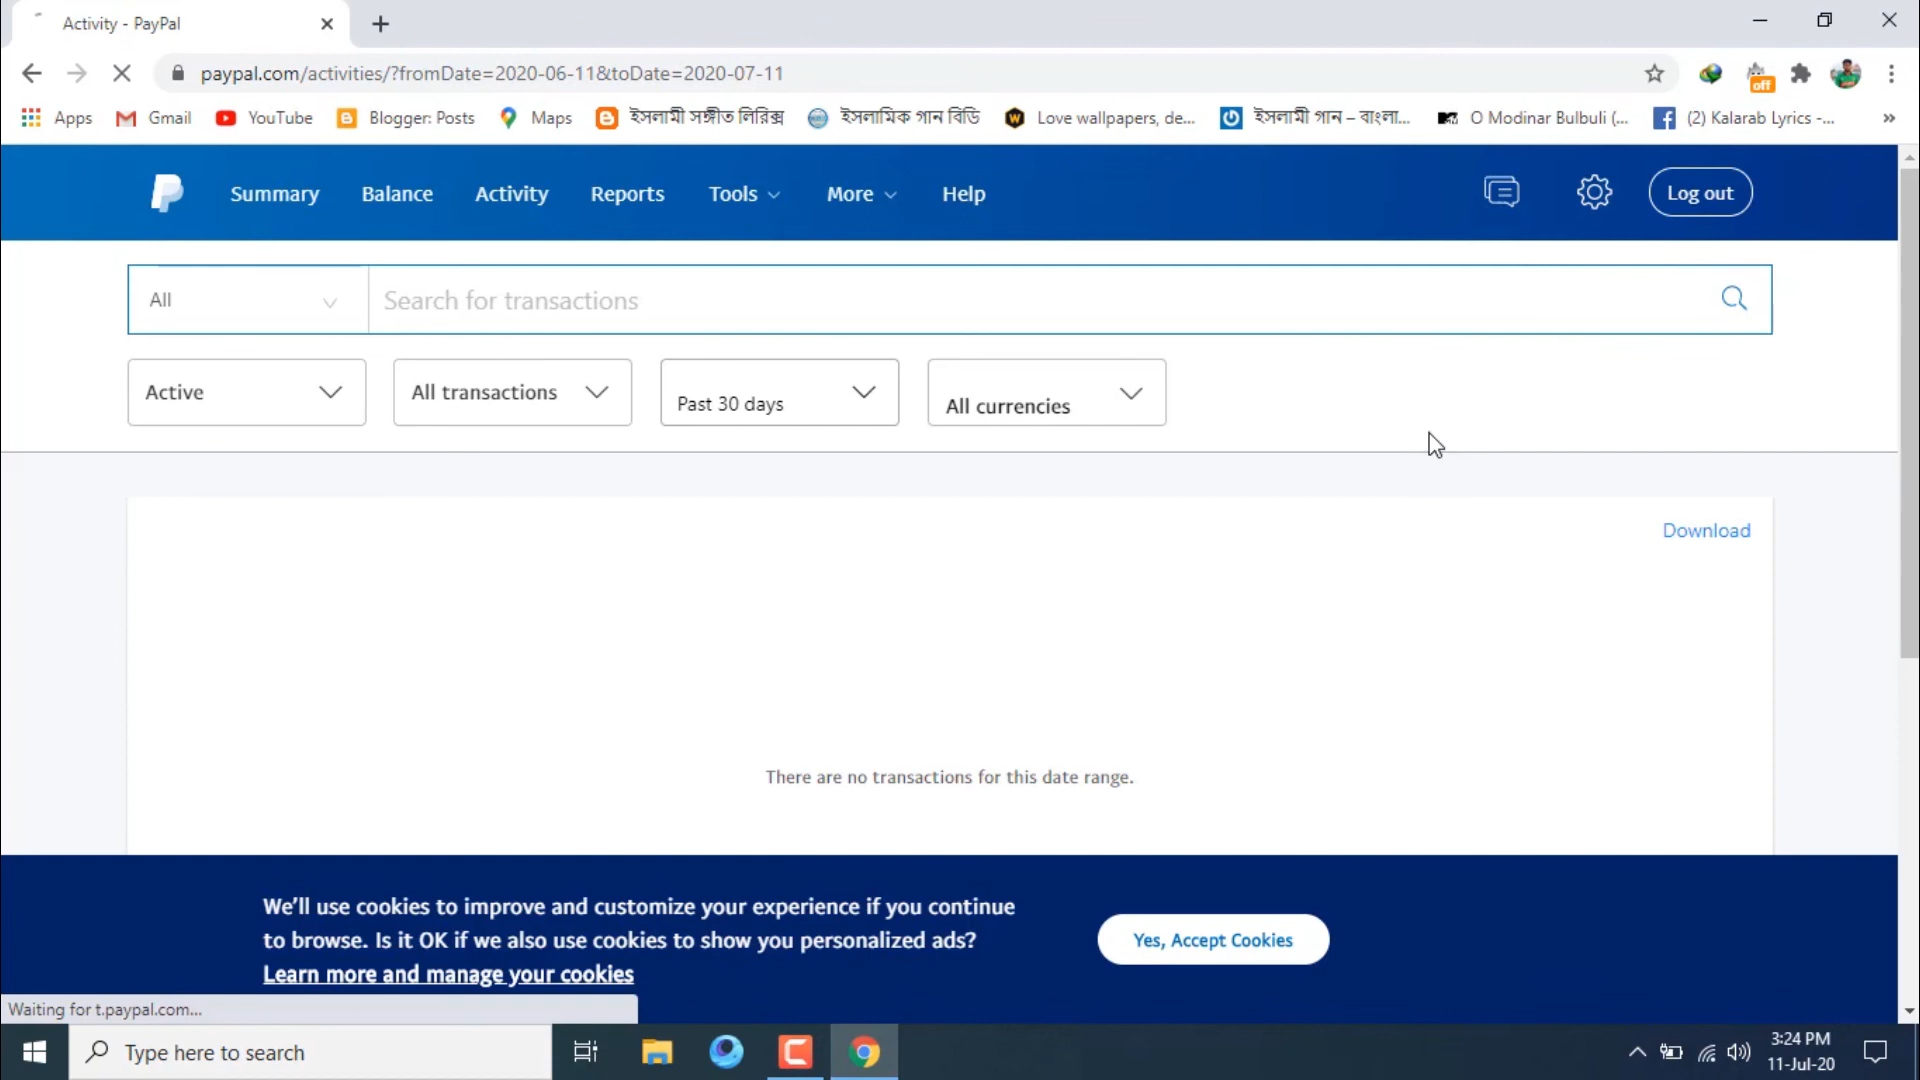 Activity - PayPal
paypal.com/activities/?fromDate=2020-06-11&toDate=2020-07-11
off
Apps Gmail YouTube Blogger: Posts Maps ইসলামী সঙ্গীত লিরিক্স ইসলামিক গান বিডি Love wallpapers, de... ইসলামী গান – বাংলা... O Modinar Bulbuli (... (2) Kalarab Lyrics -... »
Summary Balance Activity Reports Tools More Help Log out
All Search for transactions
Active All transactions Past 30 days All currencies
Download
There are no transactions for this date range.
We'll use cookies to improve and customize your experience if you continue
to browse. Is it OK if we also use cookies to show you personalized ads?
Learn more and manage your cookies
Yes, Accept Cookies
Waiting for t.paypal.com...
Type here to search
3:24 PM
11-Jul-20